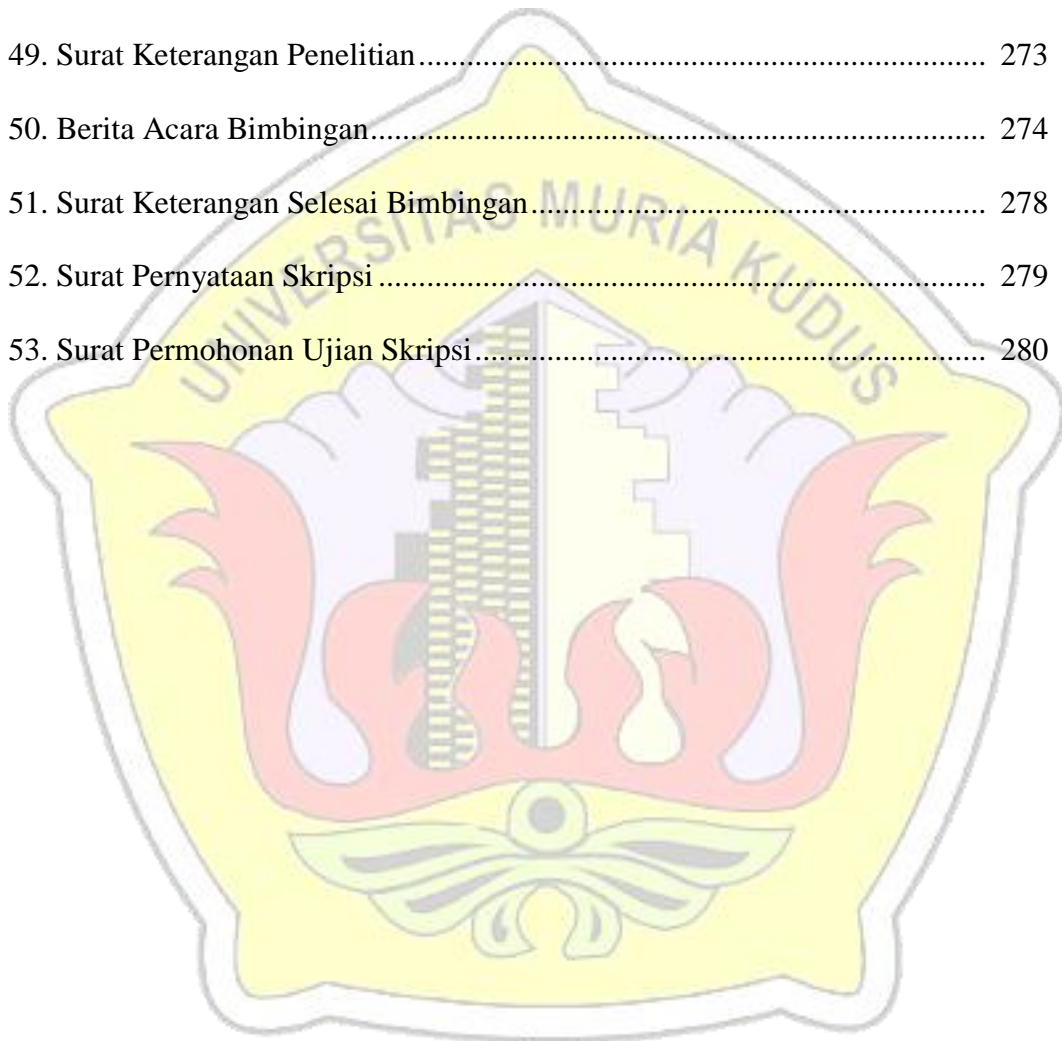 49. Surat Keterangan Penelitian.................................................................... 273
50. Berita Acara Bimbingan.......................................................................... 274
51. Surat Keterangan Selesai Bimbingan....................................................... 278
52. Surat Pernyataan Skripsi......................................................................... 279
53. Surat Permohonan Ujian Skripsi.............................................................. 280
UNIVERSITAS MURIA KUDUS